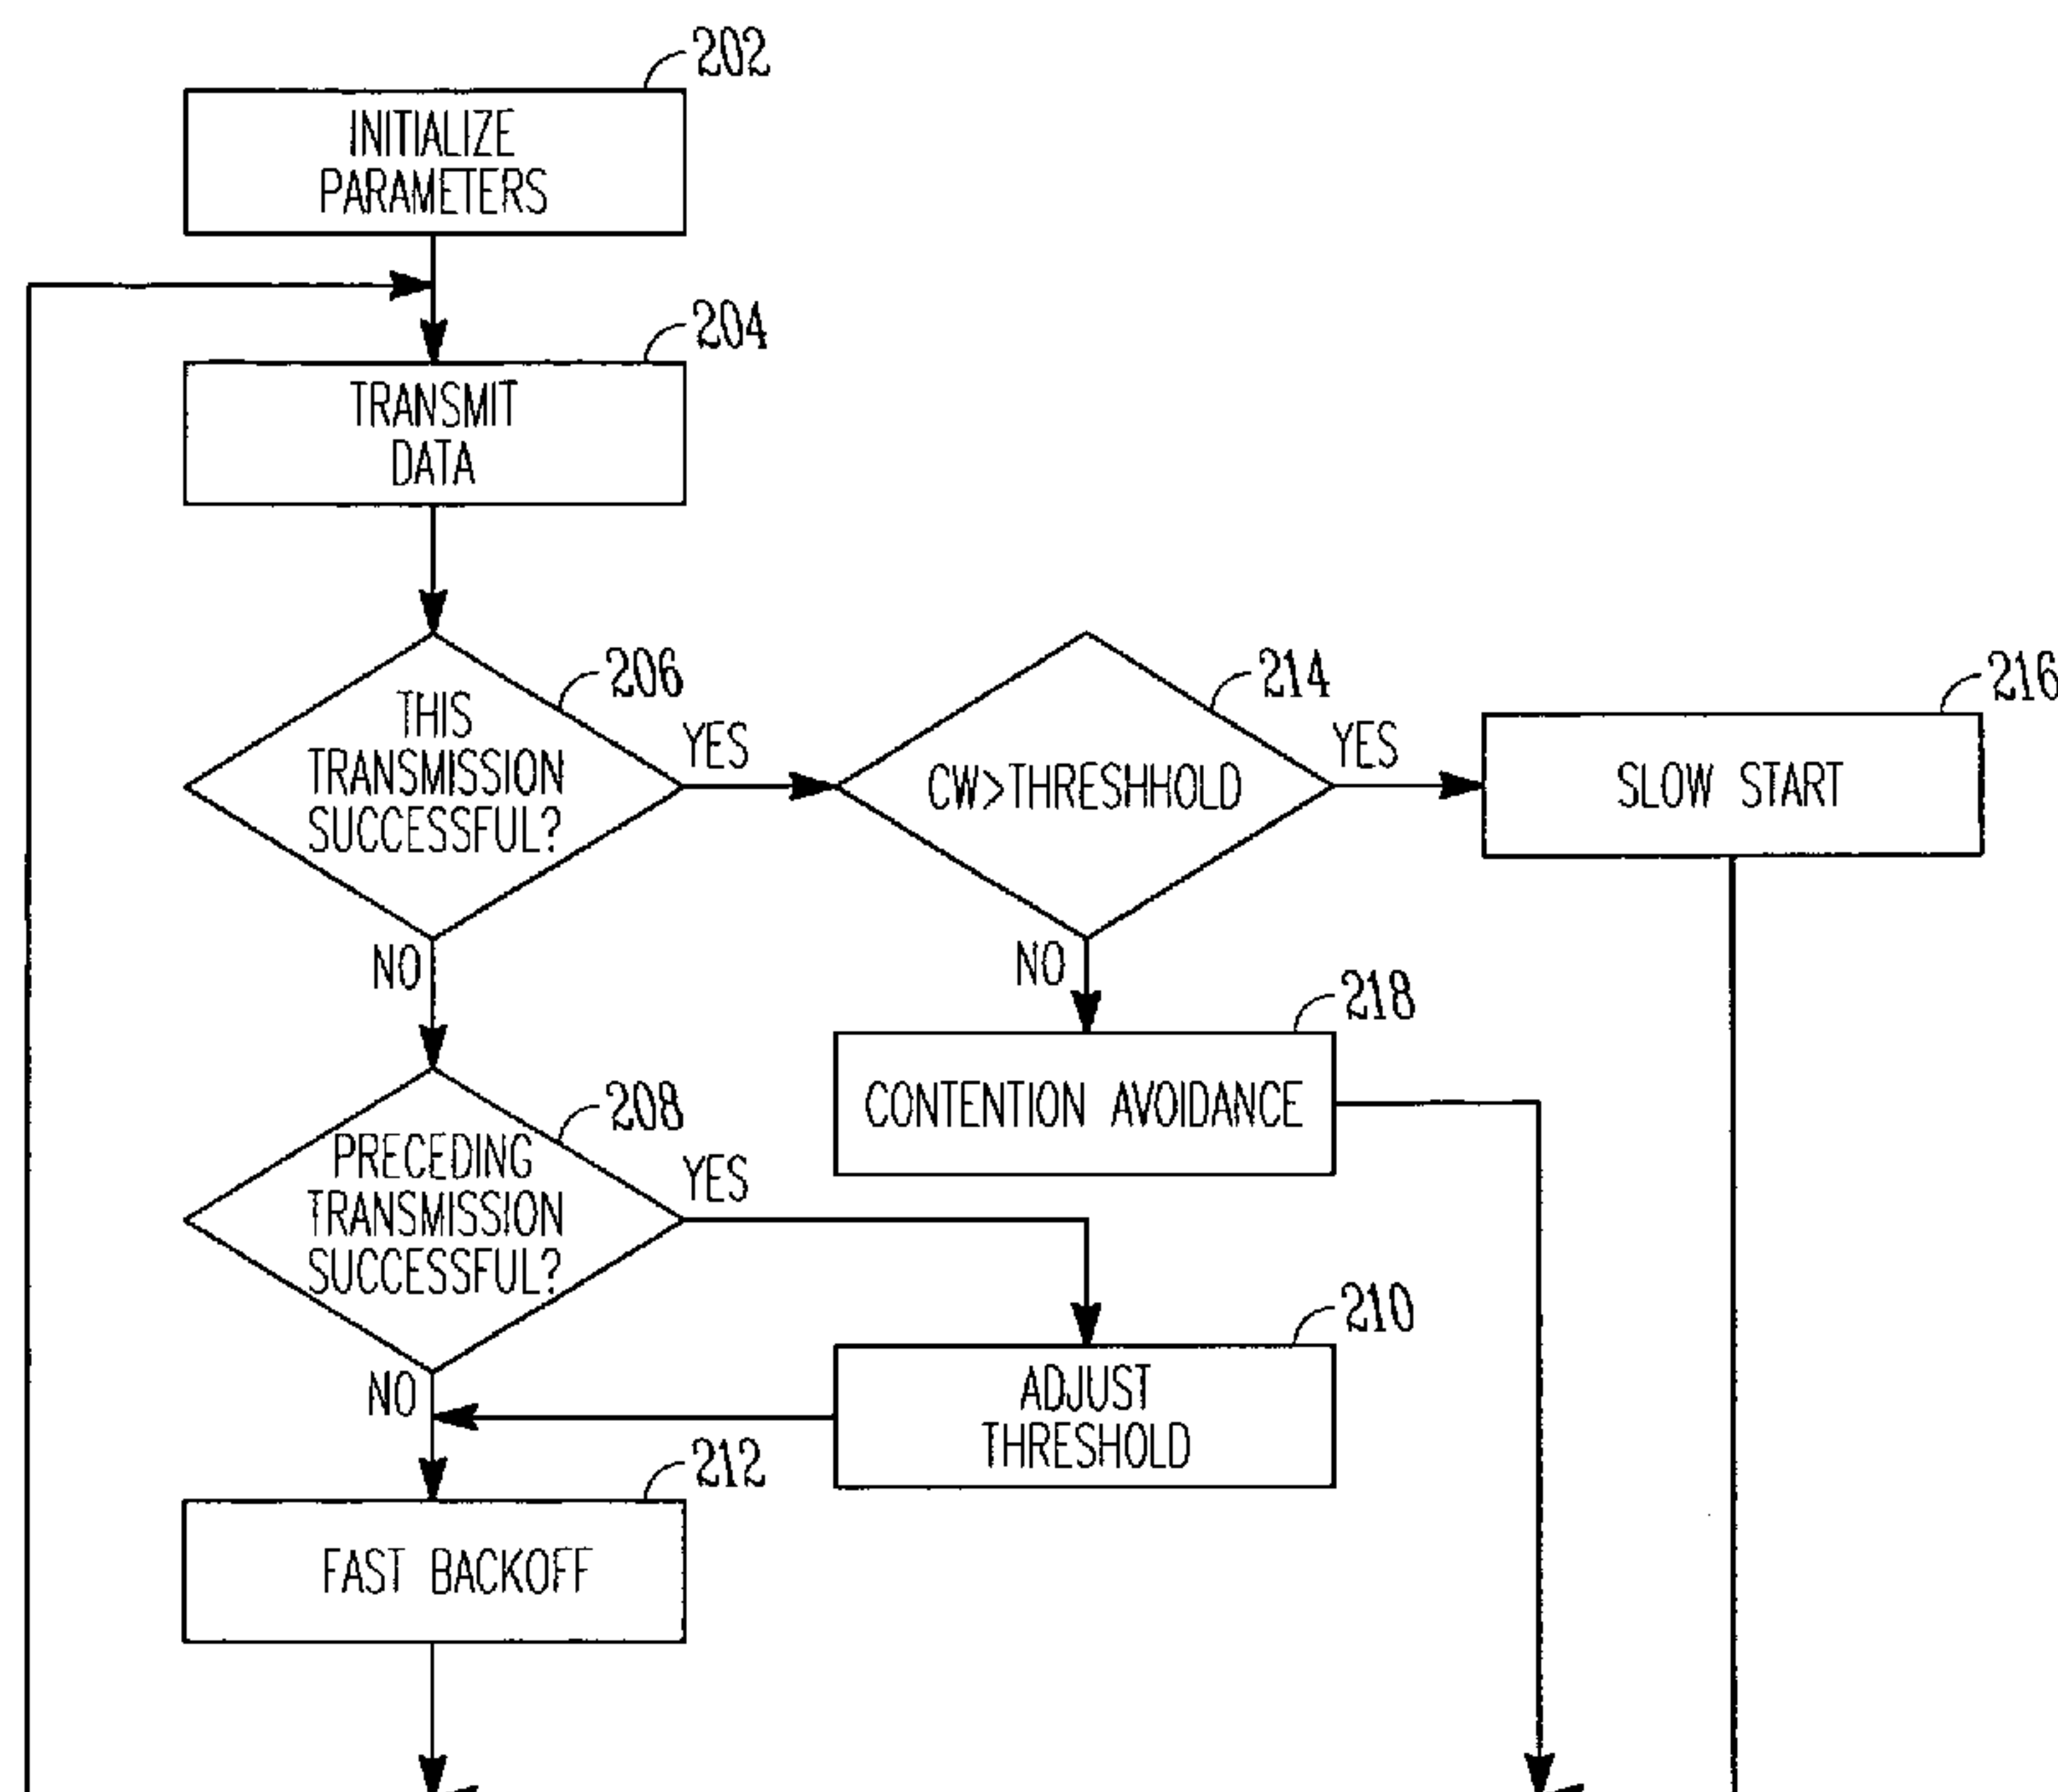 202
INITIALIZE
PARAMETERS
204
TRANSMIT
DATA
206
THIS
TRANSMISSION
SUCCESSFUL?
YES
NO
214
CW>THRESHHOLD
YES
NO
216
SLOW START
218
CONTENTION AVOIDANCE
208
PRECEDING
TRANSMISSION
SUCCESSFUL?
YES
NO
210
ADJUST
THRESHOLD
212
FAST BACKOFF